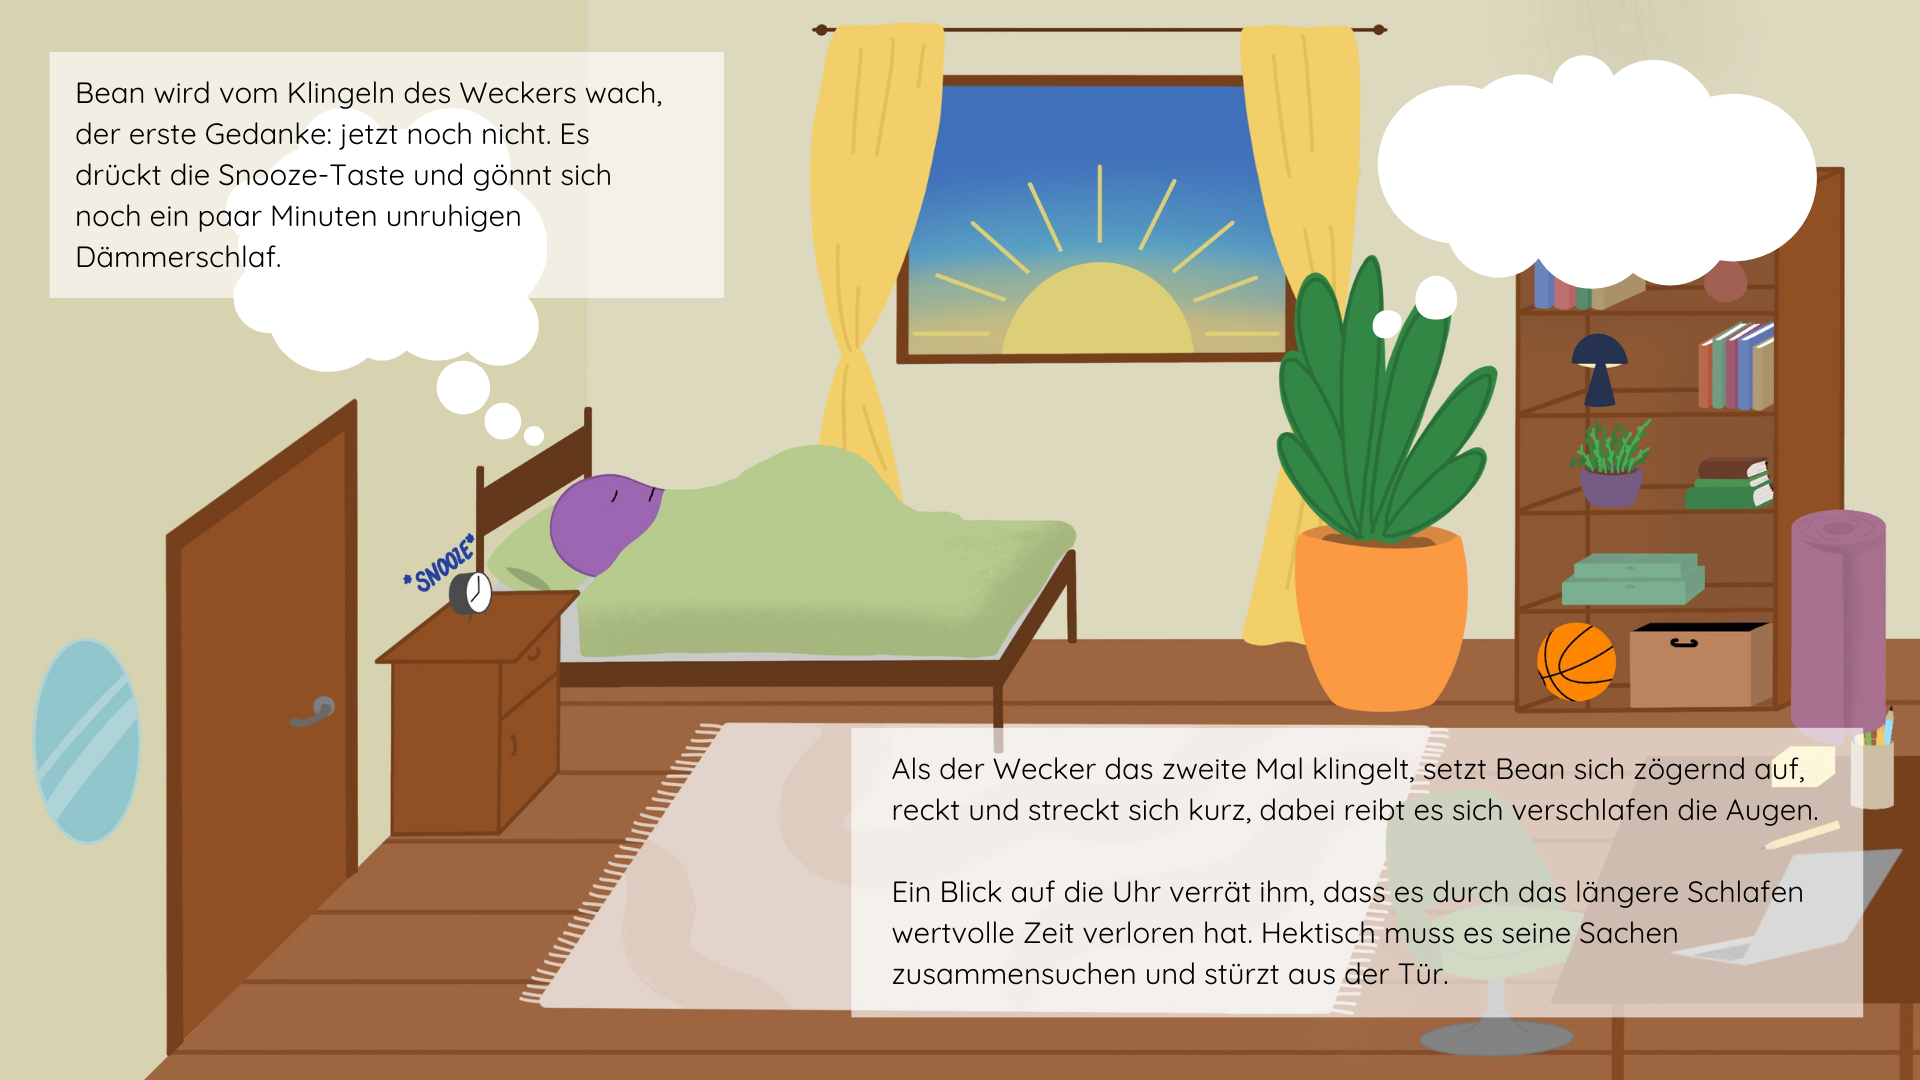 Bean wird vom Klingeln des Weckers wach,
der erste Gedanke: jetzt noch nicht. Es
drückt die Snooze-Taste und gönnt sich
noch ein paar Minuten unruhigen
Dämmerschlaf.
*SNOOZE*
Als der Wecker das zweite Mal klingelt, setzt Bean sich zögernd auf,
reckt und streckt sich kurz, dabei reibt es sich verschlafen die Augen.
Ein Blick auf die Uhr verrät ihm, dass es durch das längere Schlafen
wertvolle Zeit verloren hat. Hektisch muss es seine Sachen
zusammensuchen und stürzt aus der Tür.